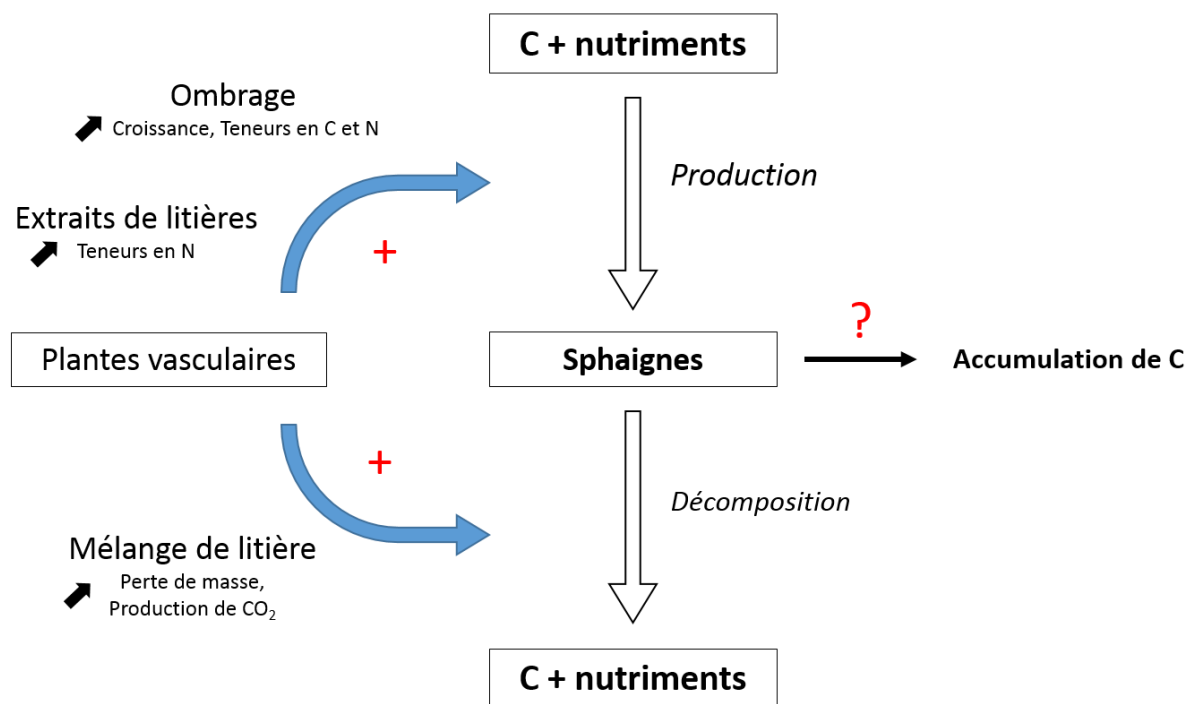 C + nutriments
Ombrage
Croissance, Teneurs en C et N
Production
Extraits de litières
Teneurs en N
+
?
Plantes vasculaires
Sphaignes
Accumulation de C
+
Décomposition
Mélange de litière
Perte de masse,
Production de CO₂
C + nutriments